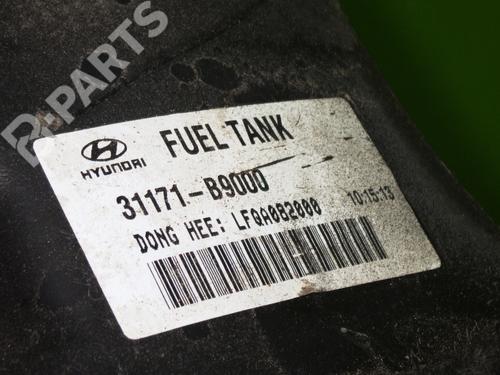 B-PARTS
HYUNDAI
FUEL TANK
31171-B9000
DONG HEE: LFQA082000
10:15:13